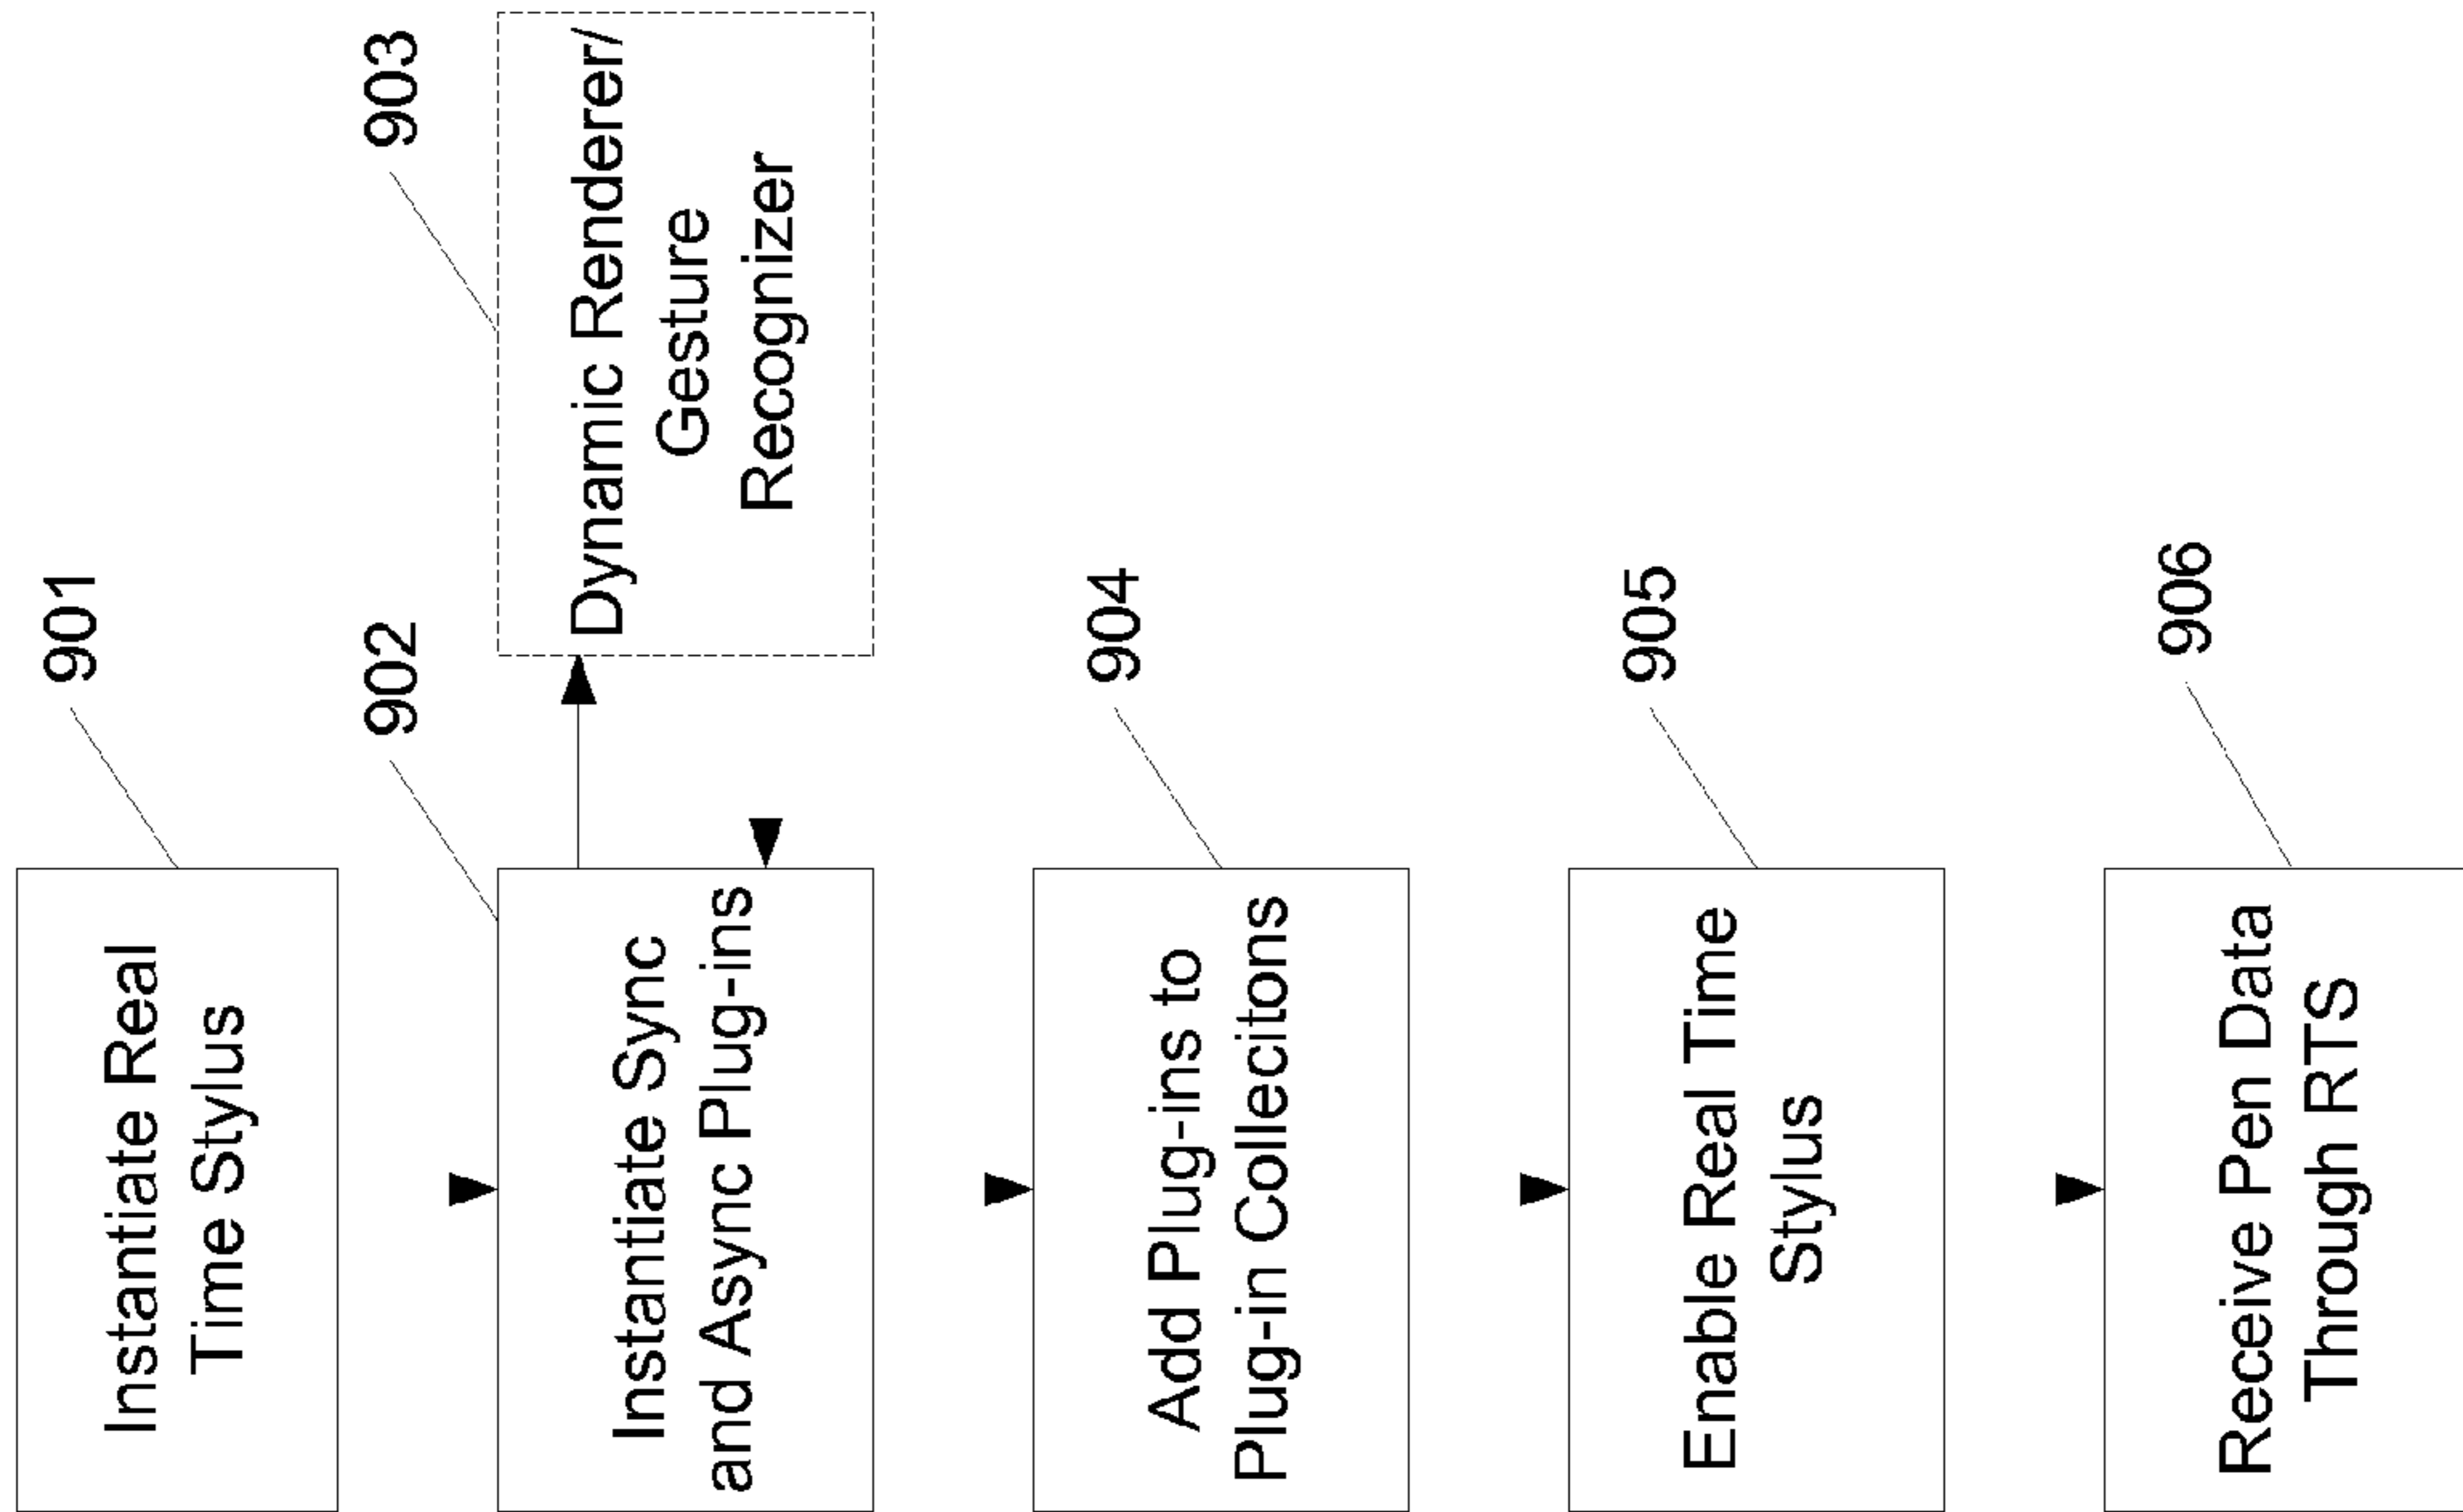 901
Instantiate Real
Time Stylus
902
Instantiate Sync
and Async Plug-ins
903
Dynamic Renderer/
Gesture
Recognizer
904
Add Plug-ins to
Plug-in Collecitons
905
Enable Real Time
Stylus
906
Receive Pen Data
Through RTS